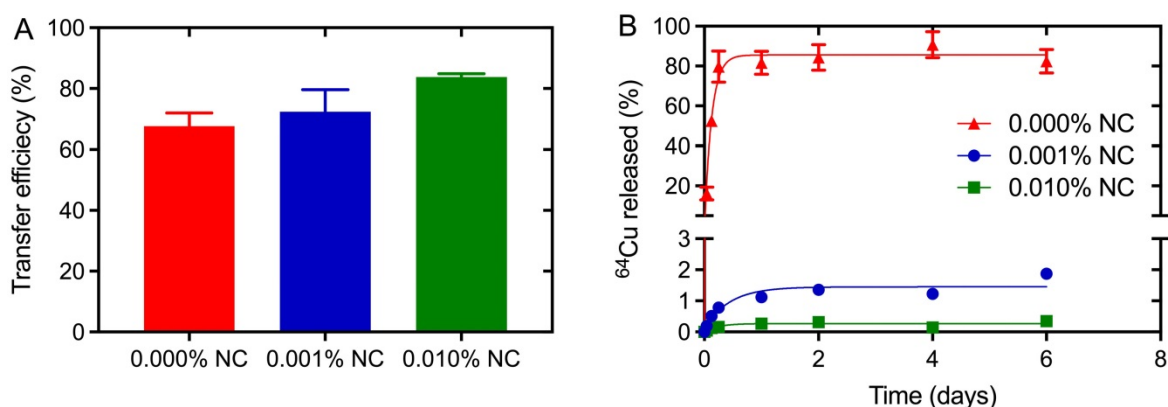 A
Transfer efficiecy (%)
100
80
60
40
20
0
0.000% NC
0.001% NC
0.010% NC
B
⁶⁴Cu released (%)
100
80
60
40
20
3
2
1
0
0.000% NC
0.001% NC
0.010% NC
0
2
4
6
8
Time (days)